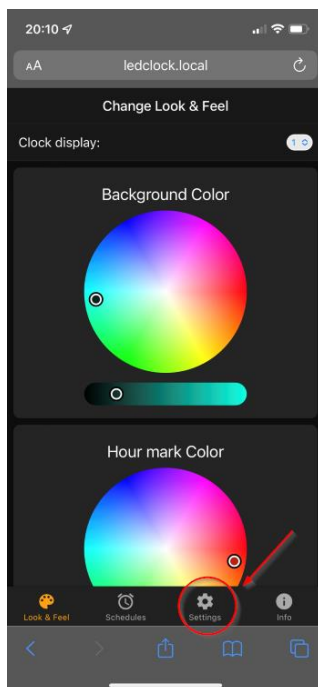 20:10
AA ledclock.local
Change Look & Feel
Clock display: 1
Background Color
Hour mark Color
Look & Feel Schedules Settings Info